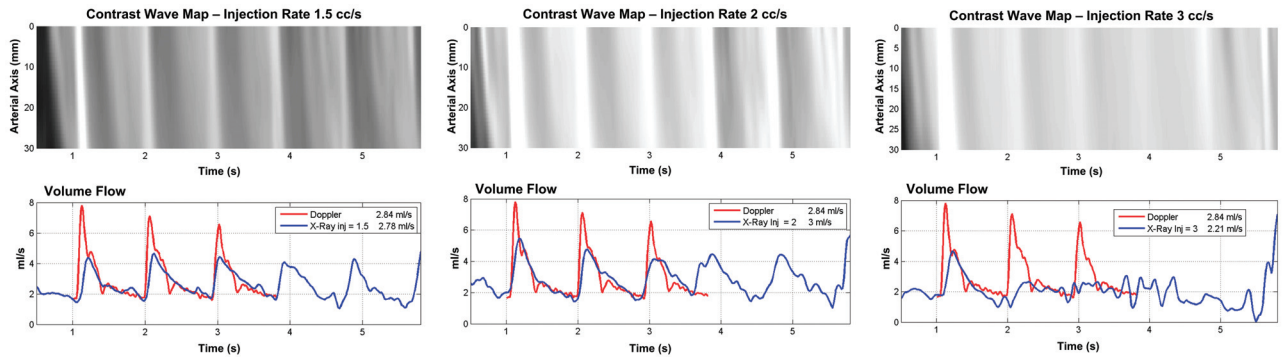 Contrast Wave Map – Injection Rate 1.5 cc/s
Arterial Axis (mm)
0
10
20
30
1 2 3 4 5
Time (s)
Volume Flow
ml/s
8
6
4
2
0
Doppler 2.84 ml/s
X-Ray Inj = 1.5 2.78 ml/s
1 2 3 4 5
Time (s)
Contrast Wave Map – Injection Rate 2 cc/s
Arterial Axis (mm)
0
10
20
30
1 2 3 4 5
Time (s)
Volume Flow
ml/s
8
6
4
2
0
Doppler 2.84 ml/s
X-Ray Inj = 2 3 ml/s
1 2 3 4 5
Time (s)
Contrast Wave Map – Injection Rate 3 cc/s
Arterial Axis (mm)
0
5
10
15
20
25
30
1 2 3 4 5
Time (s)
Volume Flow
ml/s
8
6
4
2
0
Doppler 2.84 ml/s
X-Ray Inj = 3 2.21 ml/s
1 2 3 4 5
Time (s)